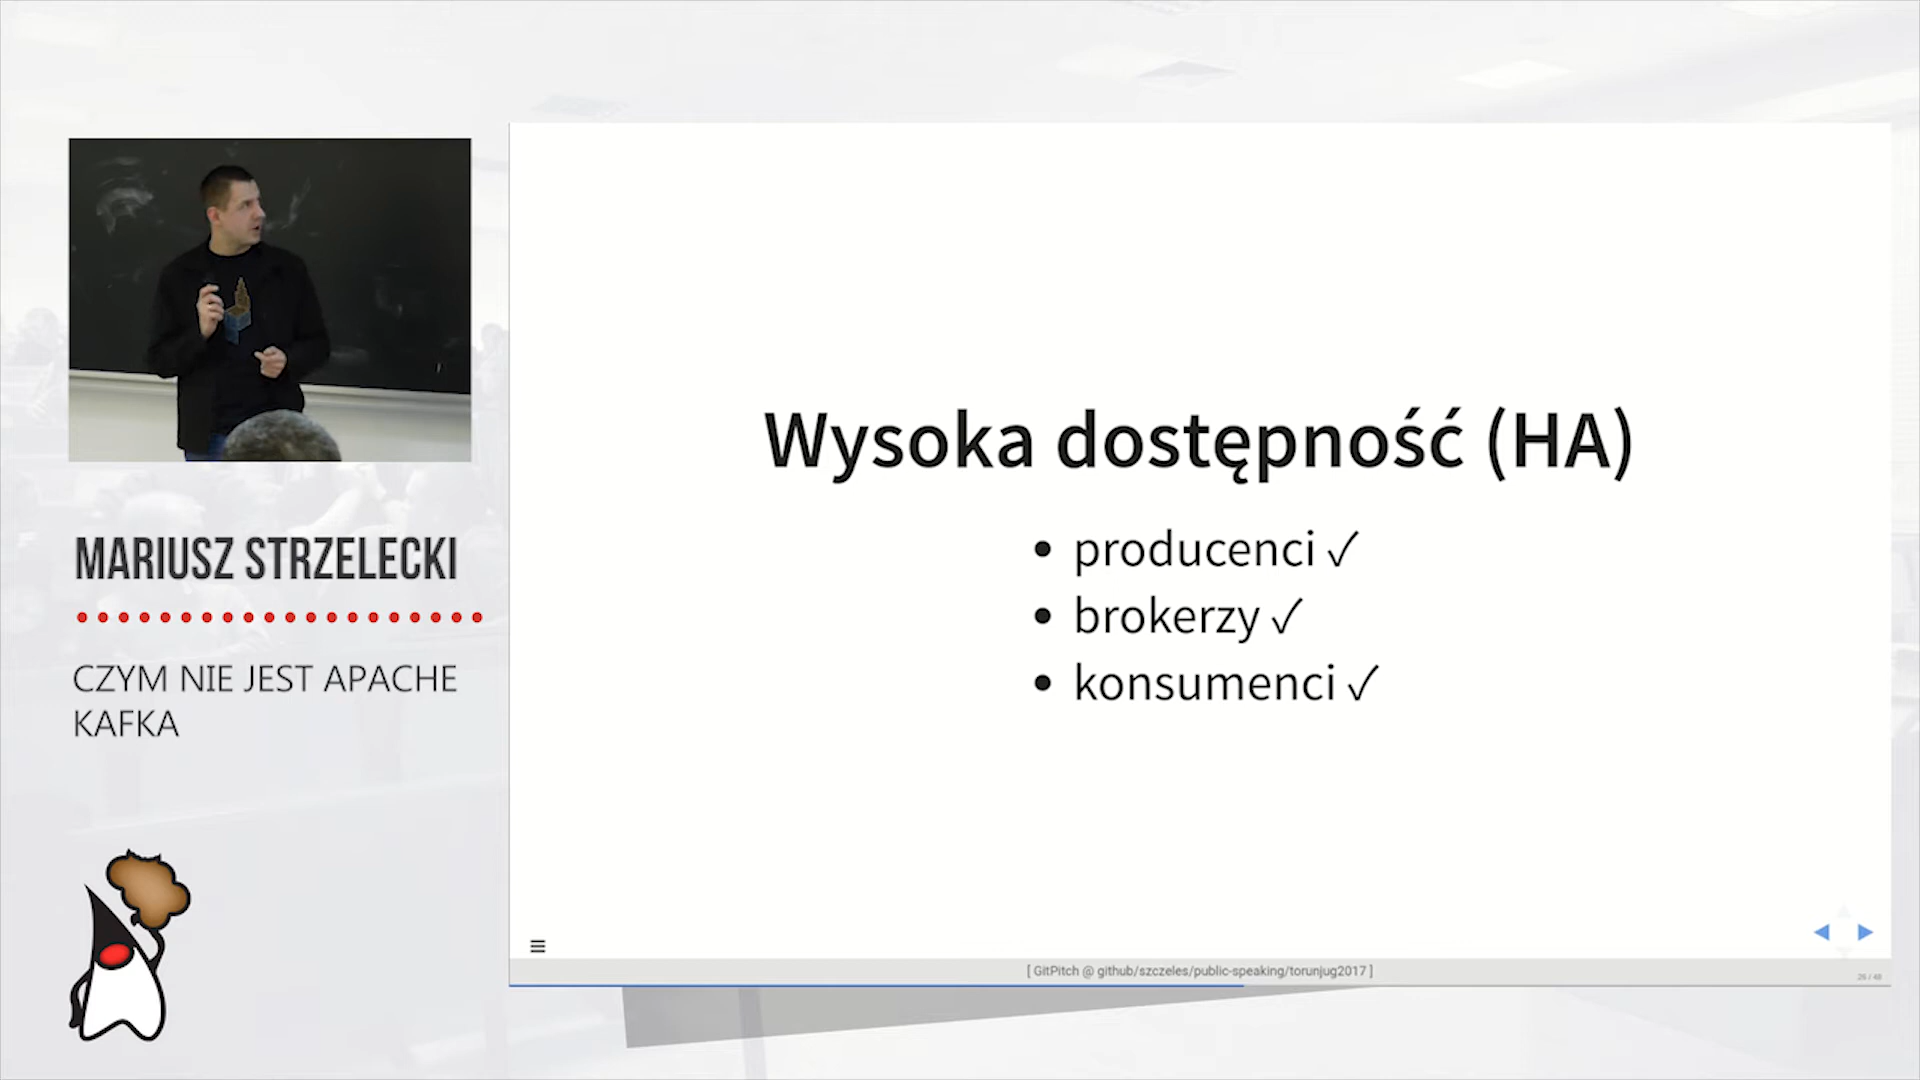 MARIUSZ STRZELECKI
CZYM NIE JEST APACHE
KAFKA
Wysoka dostępność (HA)
• producenci ✓
• brokerzy ✓
• konsumenci ✓
[ GitPitch @ github/szczeles/public-speaking/torunjug2017 ]